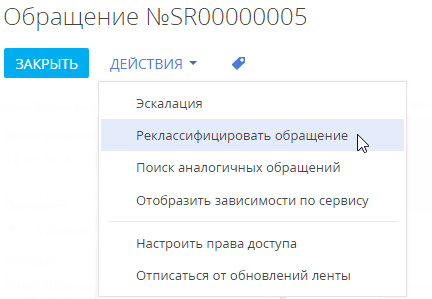 Обращение №SR00000005
ЗАКРЫТЬ ДЕЙСТВИЯ
Эскалация
Реклассифицировать обращение
Поиск аналогичных обращений
Отобразить зависимости по сервису
Настроить права доступа
Отписаться от обновлений ленты